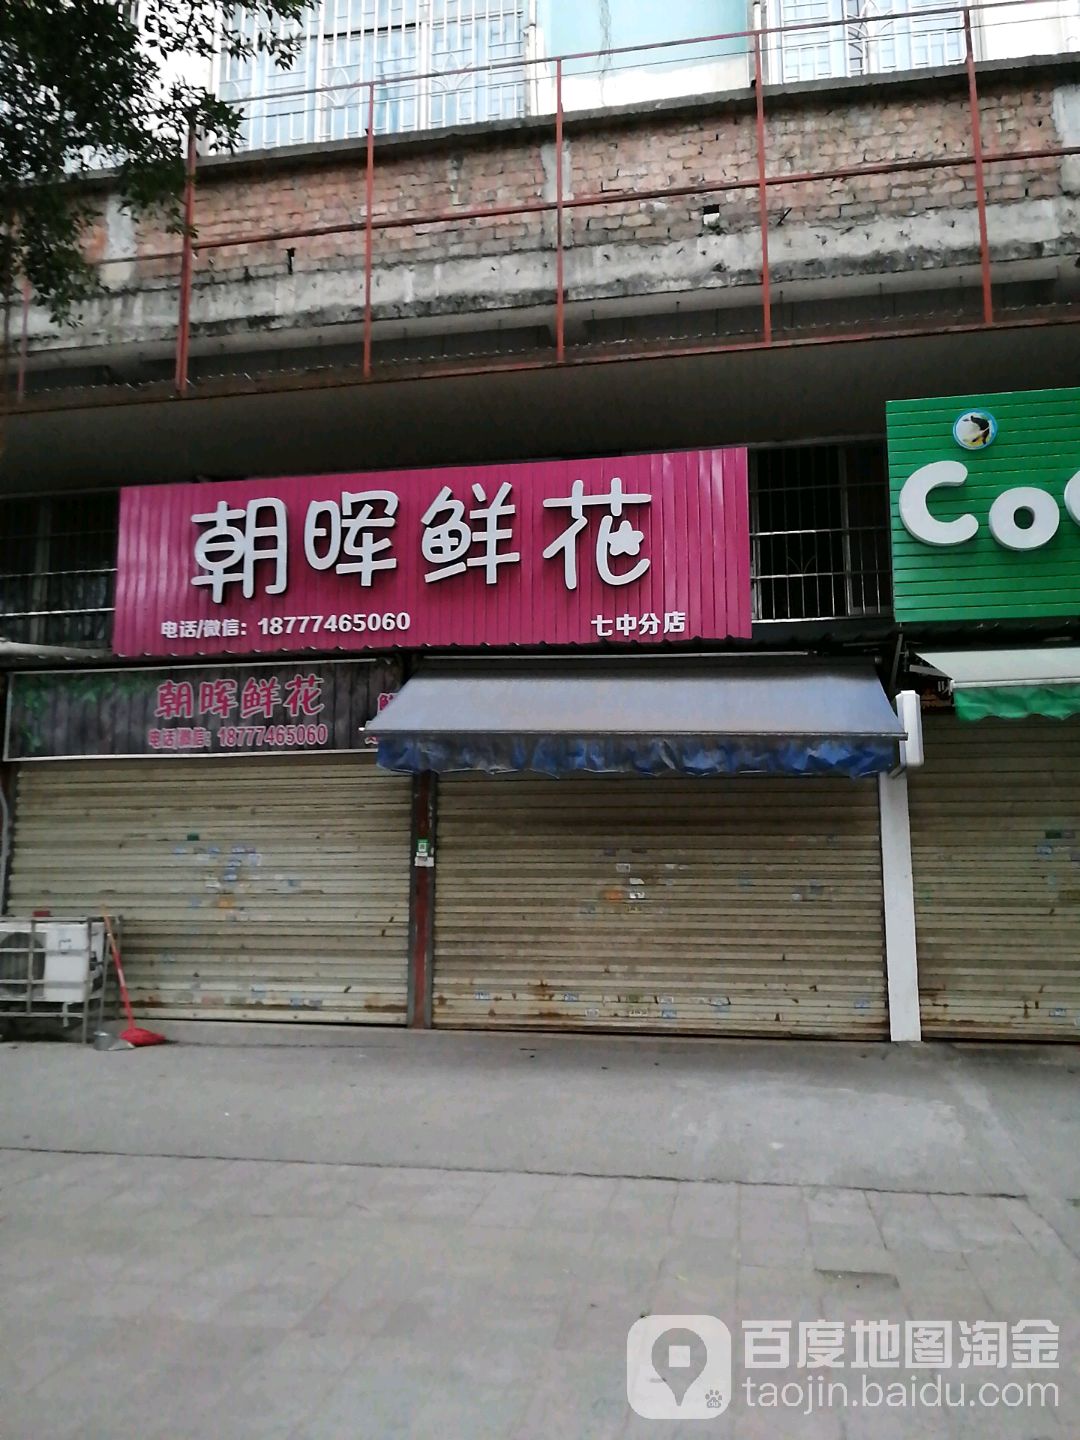 朝晖鲜花
电话/微信：18777465060
七中分店
Co
朝晖鲜花
电话/微信：18777465060
百度地图淘金
taojin.baidu.com